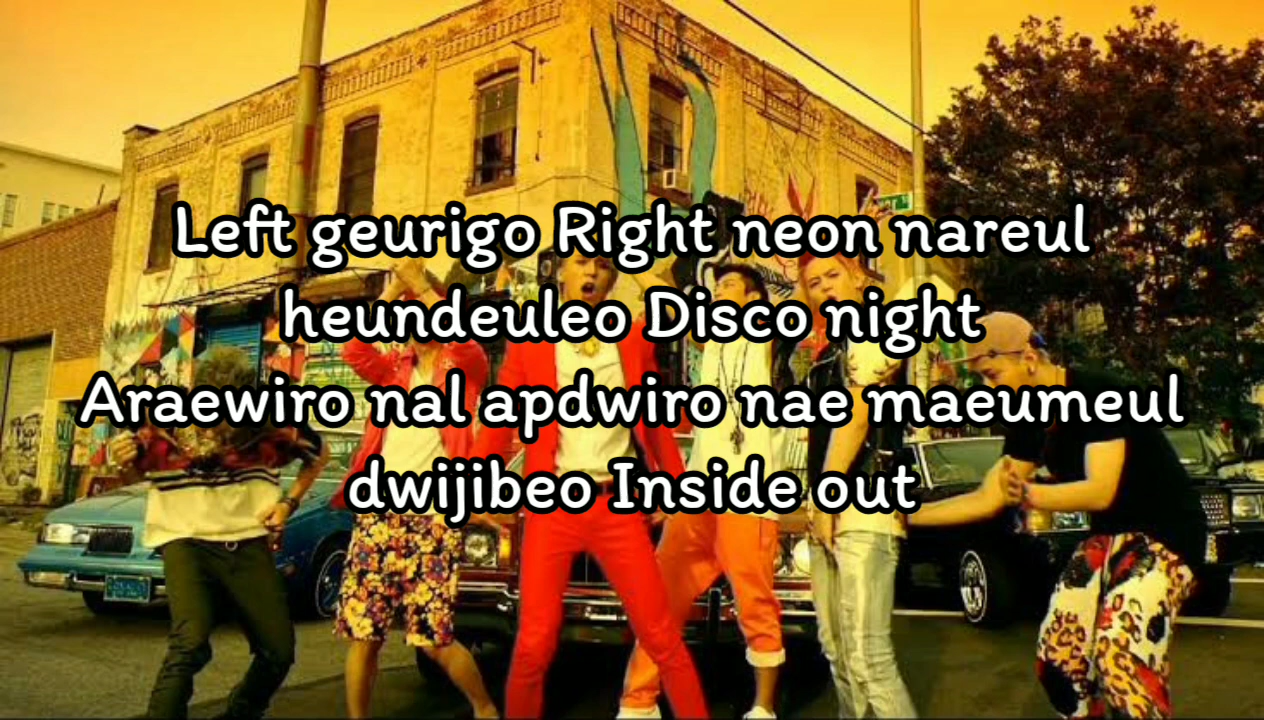 Left geurigo Right neon nareul
heundeuleo Disco night
Araewiro nal apdwiro nae maeumeul
dwijibeo Inside out